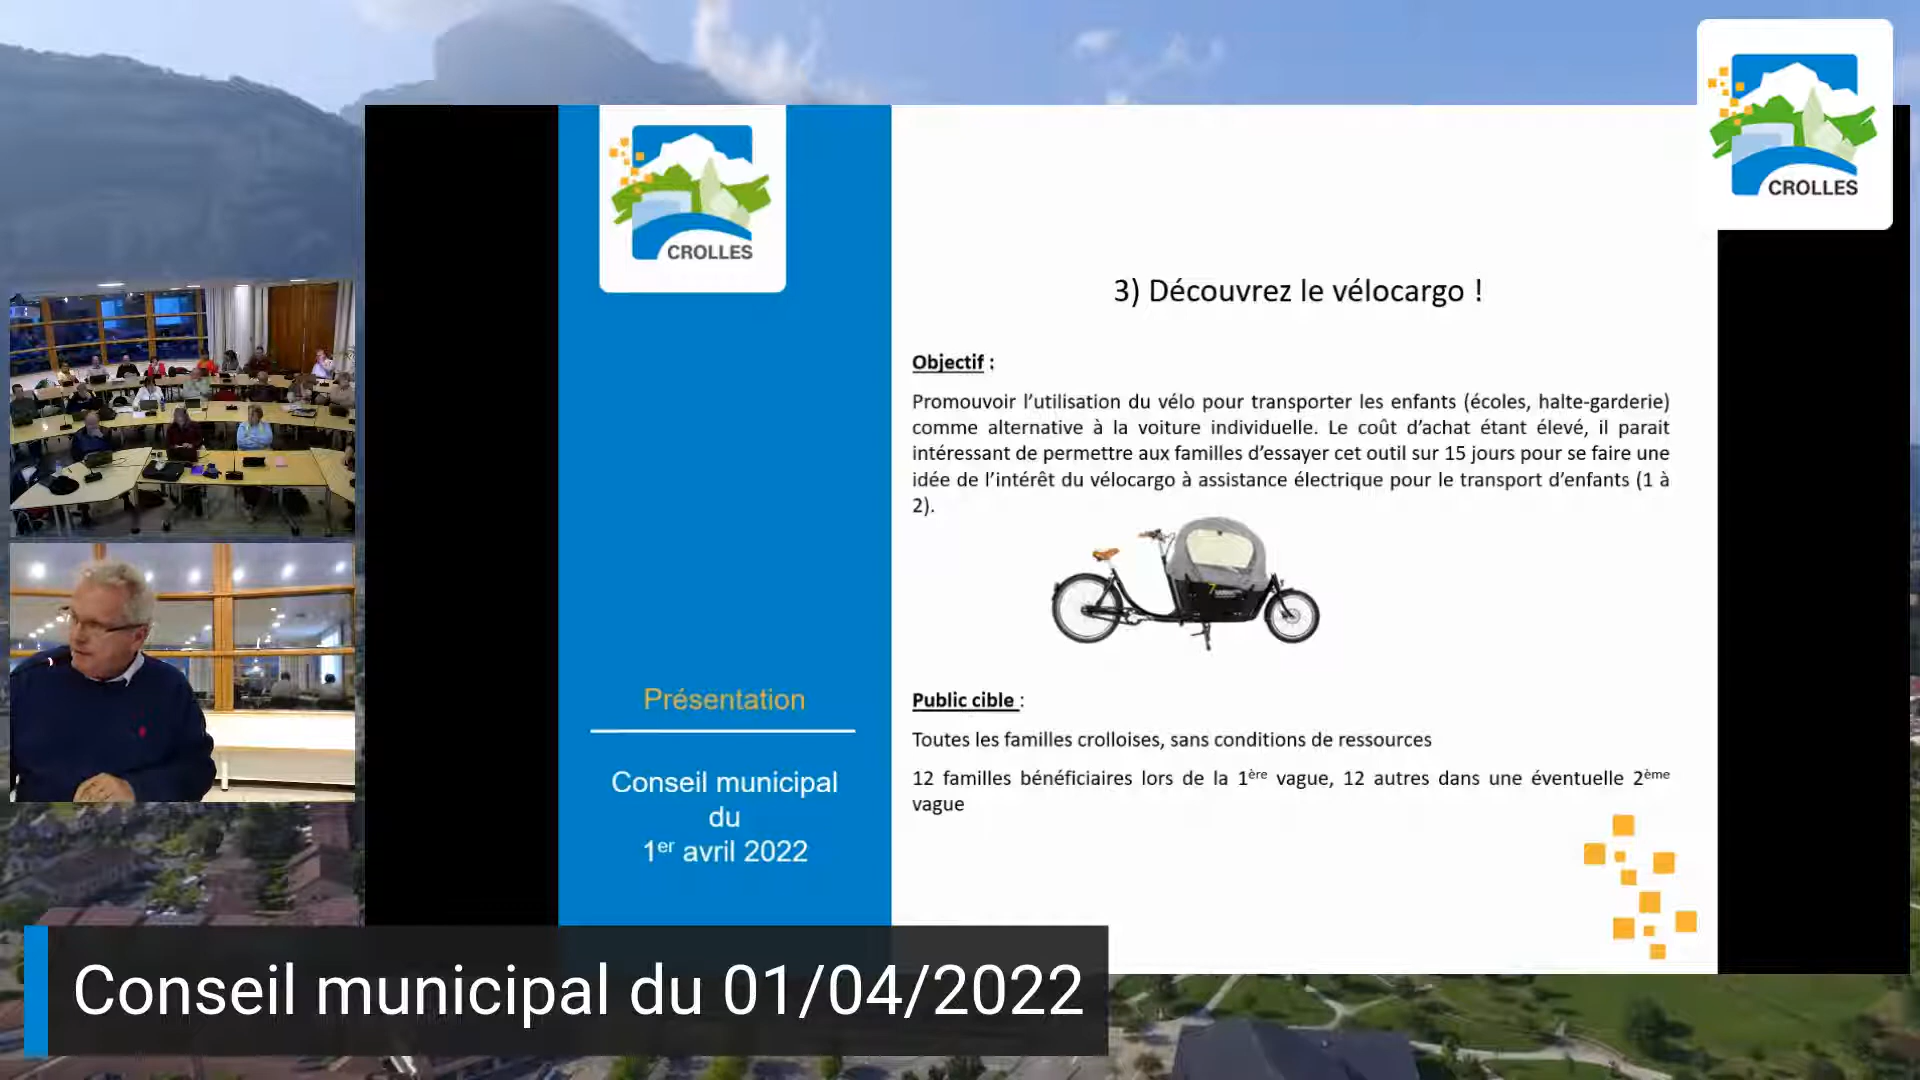 CROLLES
CROLLES
3) Découvrez le vélocargo !
Objectif :
Promouvoir l’utilisation du vélo pour transporter les enfants (écoles, halte-garderie)
comme alternative à la voiture individuelle. Le coût d’achat étant élevé, il parait
intéressant de permettre aux familles d’essayer cet outil sur 15 jours pour se faire une
idée de l’intérêt du vélocargo à assistance électrique pour le transport d’enfants (1 à
2).
Public cible :
Toutes les familles crolloises, sans conditions de ressources
12 familles bénéficiaires lors de la 1ère vague, 12 autres dans une éventuelle 2ème
vague
Présentation
Conseil municipal
du
1er avril 2022
Conseil municipal du 01/04/2022